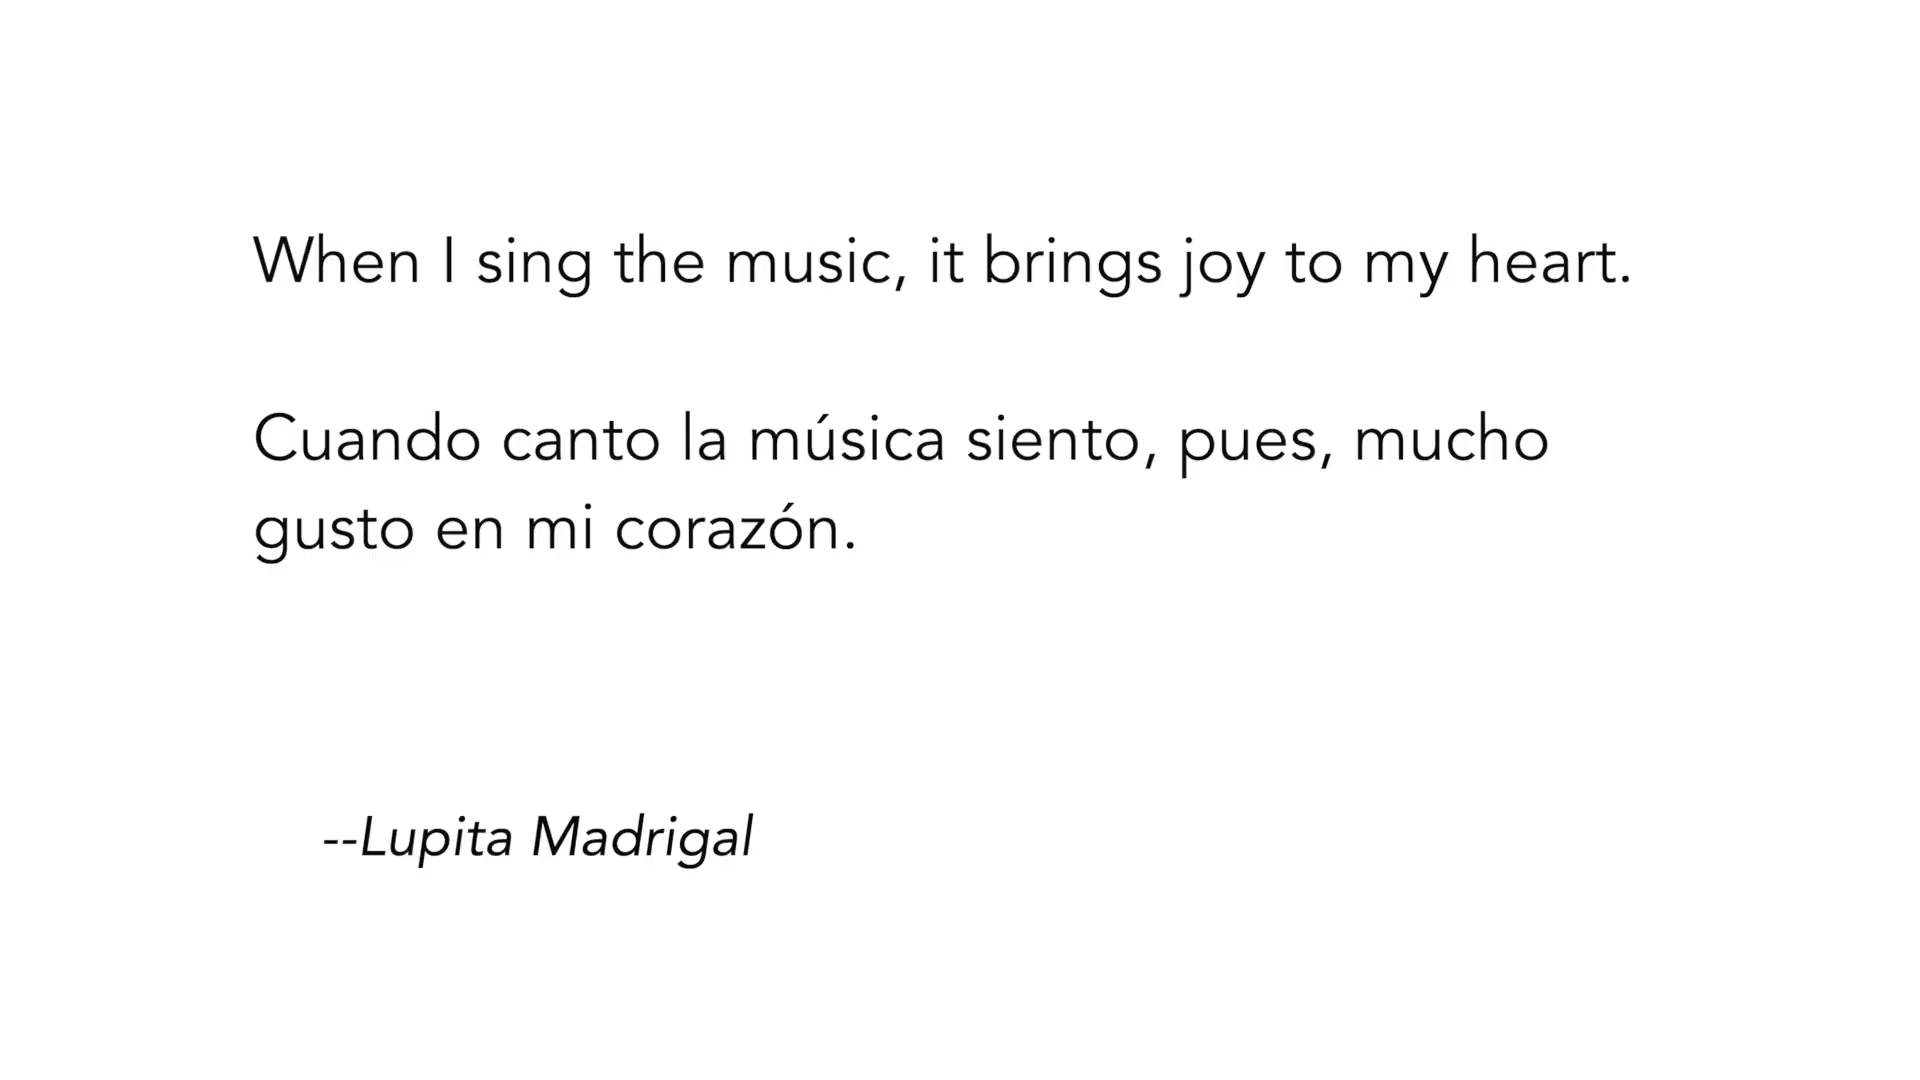 When I sing the music, it brings joy to my heart.
Cuando canto la música siento, pues, mucho
gusto en mi corazón.
--Lupita Madrigal